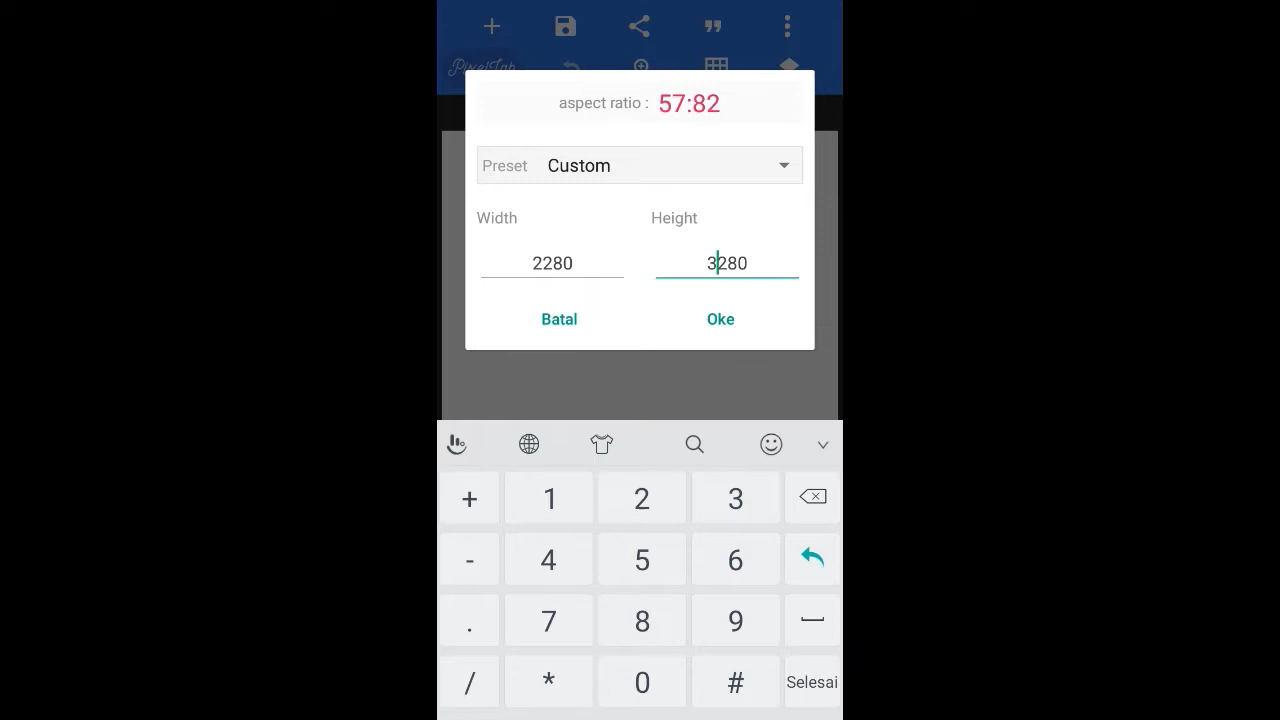 PixelLab
aspect ratio : 57:82
Preset Custom
Width Height
2280 3280
Batal Oke
+ 1 2 3
- 4 5 6
. 7 8 9
/ * 0 # Selesai